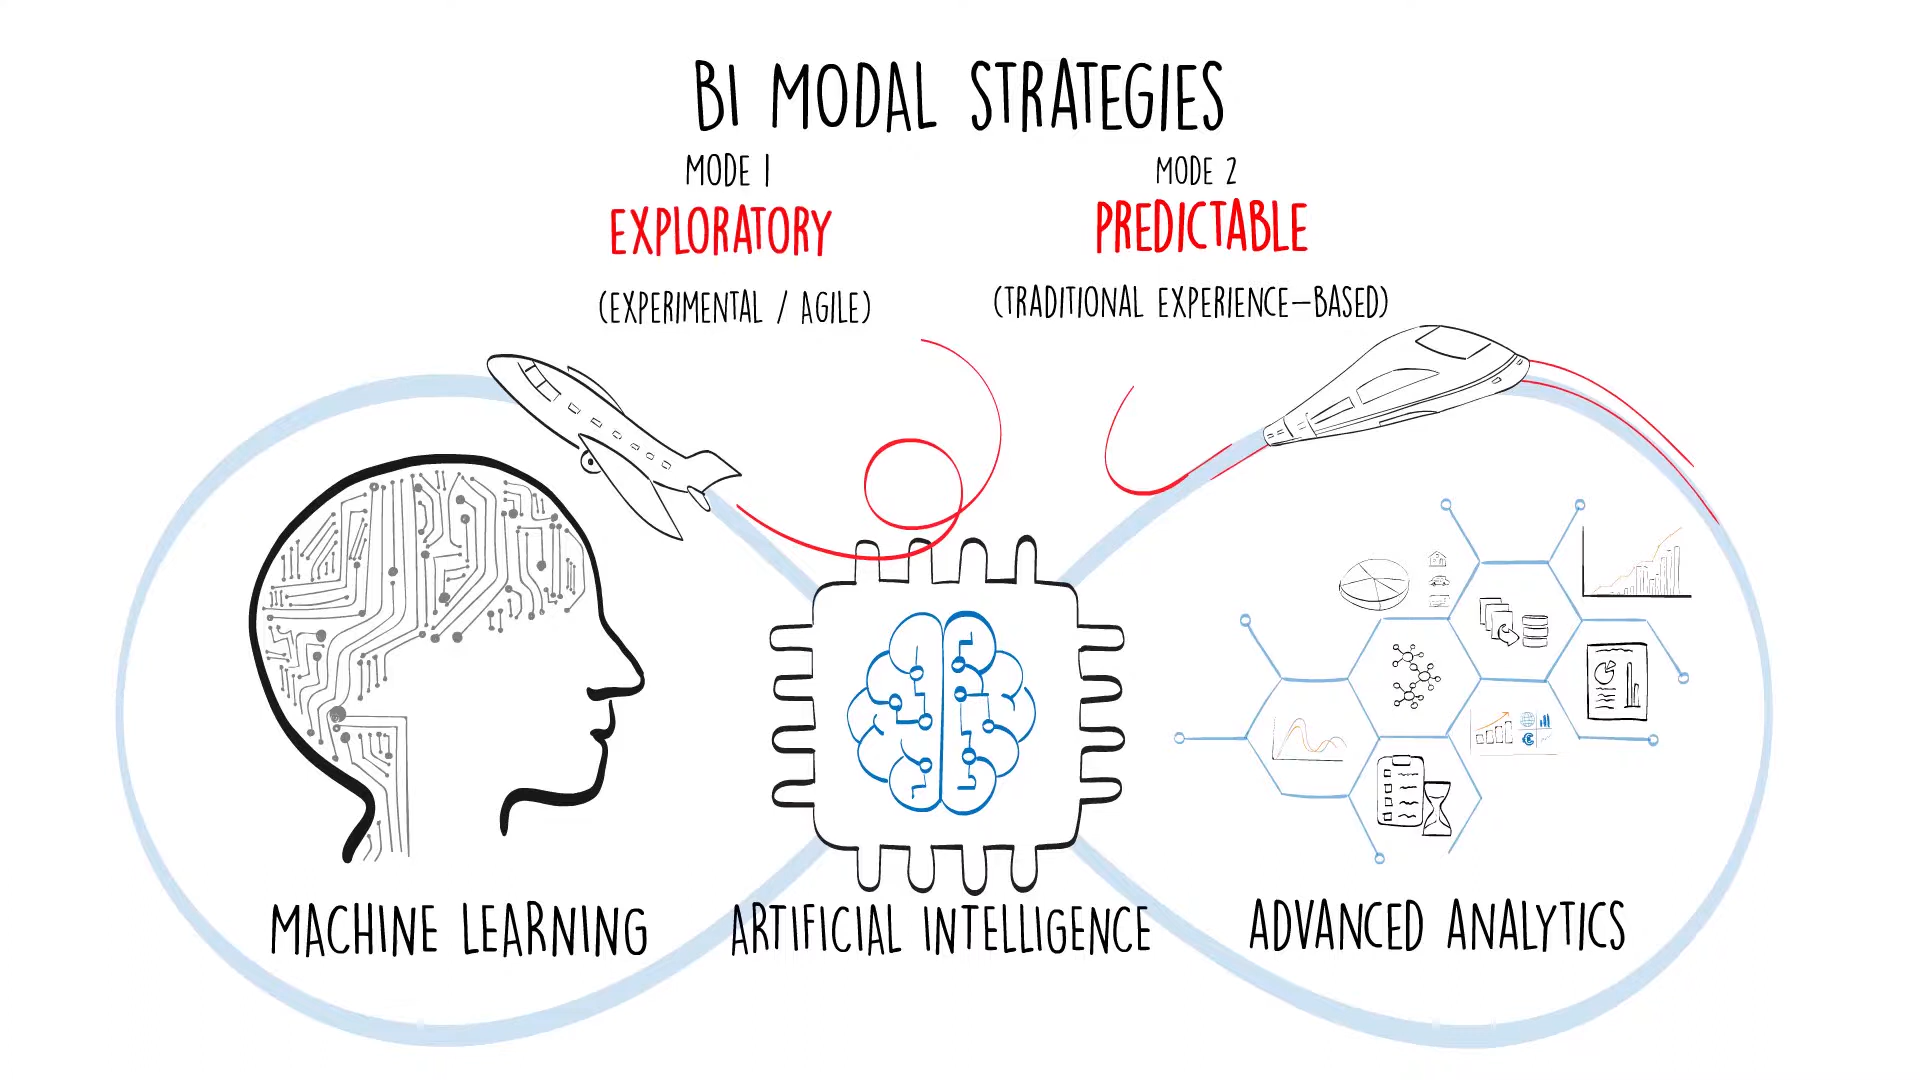 BI MODAL STRATEGIES
MODE 1
EXPLORATORY
(EXPERIMENTAL / AGILE)
MODE 2
PREDICTABLE
(TRADITIONAL EXPERIENCE-BASED)
MACHINE LEARNING
ARTIFICIAL INTELLIGENCE
ADVANCED ANALYTICS